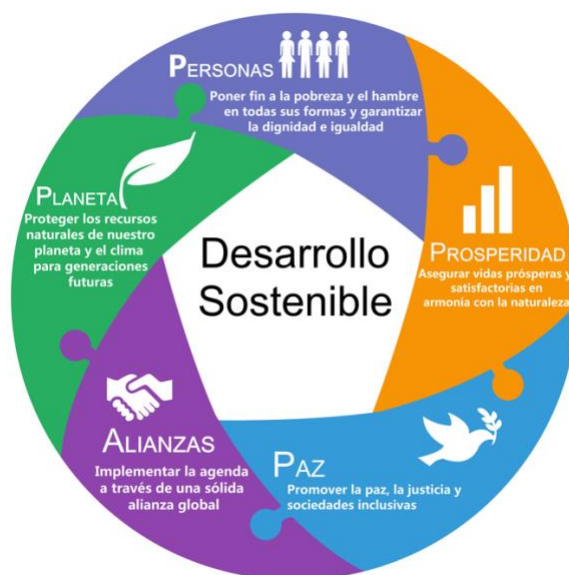 PERSONAS
Poner fin a la pobreza y el hambre
en todas sus formas y garantizar
la dignidad e igualdad
PROSPERIDAD
Asegurar vidas prósperas y
satisfactorias en
armonía con la naturaleza
PAZ
Promover la paz, la justicia y
sociedades inclusivas
ALIANZAS
Implementar la agenda
a través de una sólida
alianza global
PLANETA
Proteger los recursos
naturales de nuestro
planeta y el clima
para generaciones
futuras
Desarrollo
Sostenible